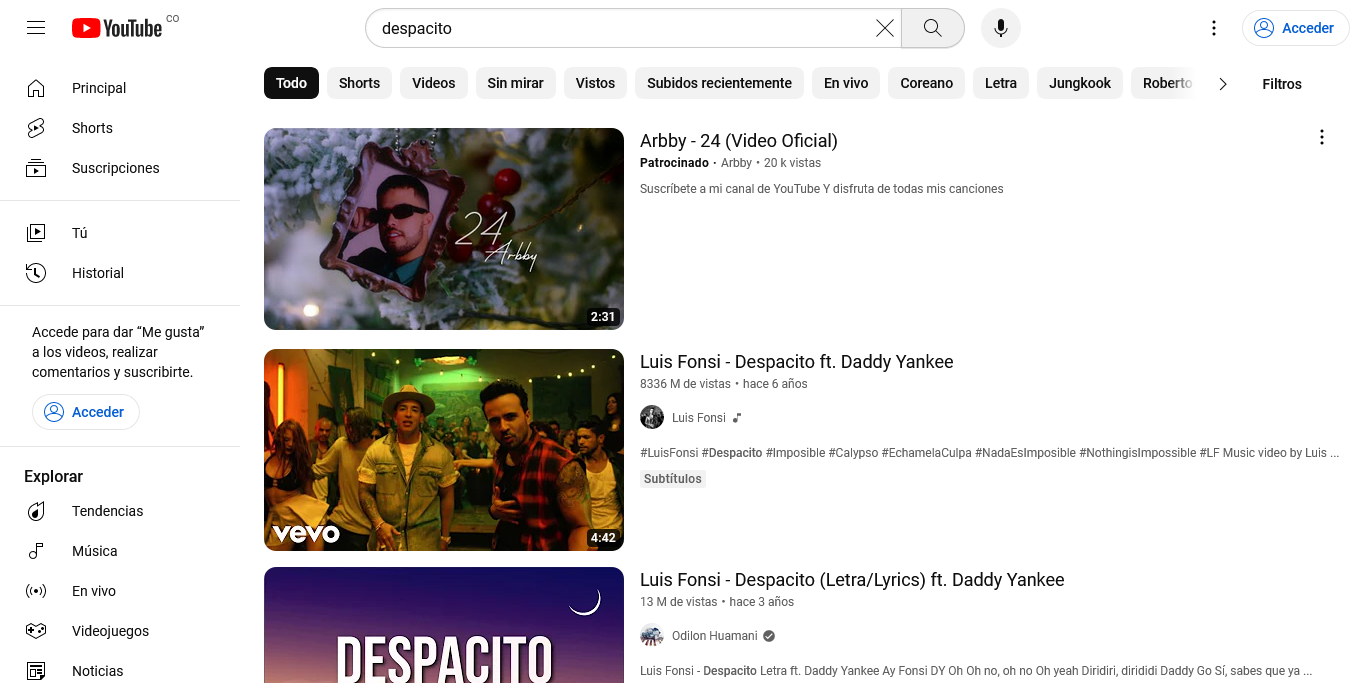 YouTube CO
despacito
Acceder
Todo
Shorts
Videos
Sin mirar
Vistos
Subidos recientemente
En vivo
Coreano
Letra
Jungkook
Roberto
Filtros
Principal
Shorts
Suscripciones
Tú
Historial
Accede para dar “Me gusta”
a los videos, realizar
comentarios y suscribirte.
Acceder
Explorar
Tendencias
Música
En vivo
Videojuegos
Noticias
24
Arbby
2:31
Arbby - 24 (Video Oficial)
Patrocinado • Arbby • 20 k vistas
Suscríbete a mi canal de YouTube Y disfruta de todas mis canciones
vevo
4:42
Luis Fonsi - Despacito ft. Daddy Yankee
8336 M de vistas • hace 6 años
Luis Fonsi
#LuisFonsi #Despacito #Imposible #Calypso #EchamelaCulpa #NadaEsImposible #NothingisImpossible #LF Music video by Luis ...
Subtítulos
DESPACITO
Luis Fonsi - Despacito (Letra/Lyrics) ft. Daddy Yankee
13 M de vistas • hace 3 años
Odilon Huamani
Luis Fonsi - Despacito Letra ft. Daddy Yankee Ay Fonsi DY Oh Oh no, oh no Oh yeah Diridiri, dirididi Daddy Go Sí, sabes que ya ...